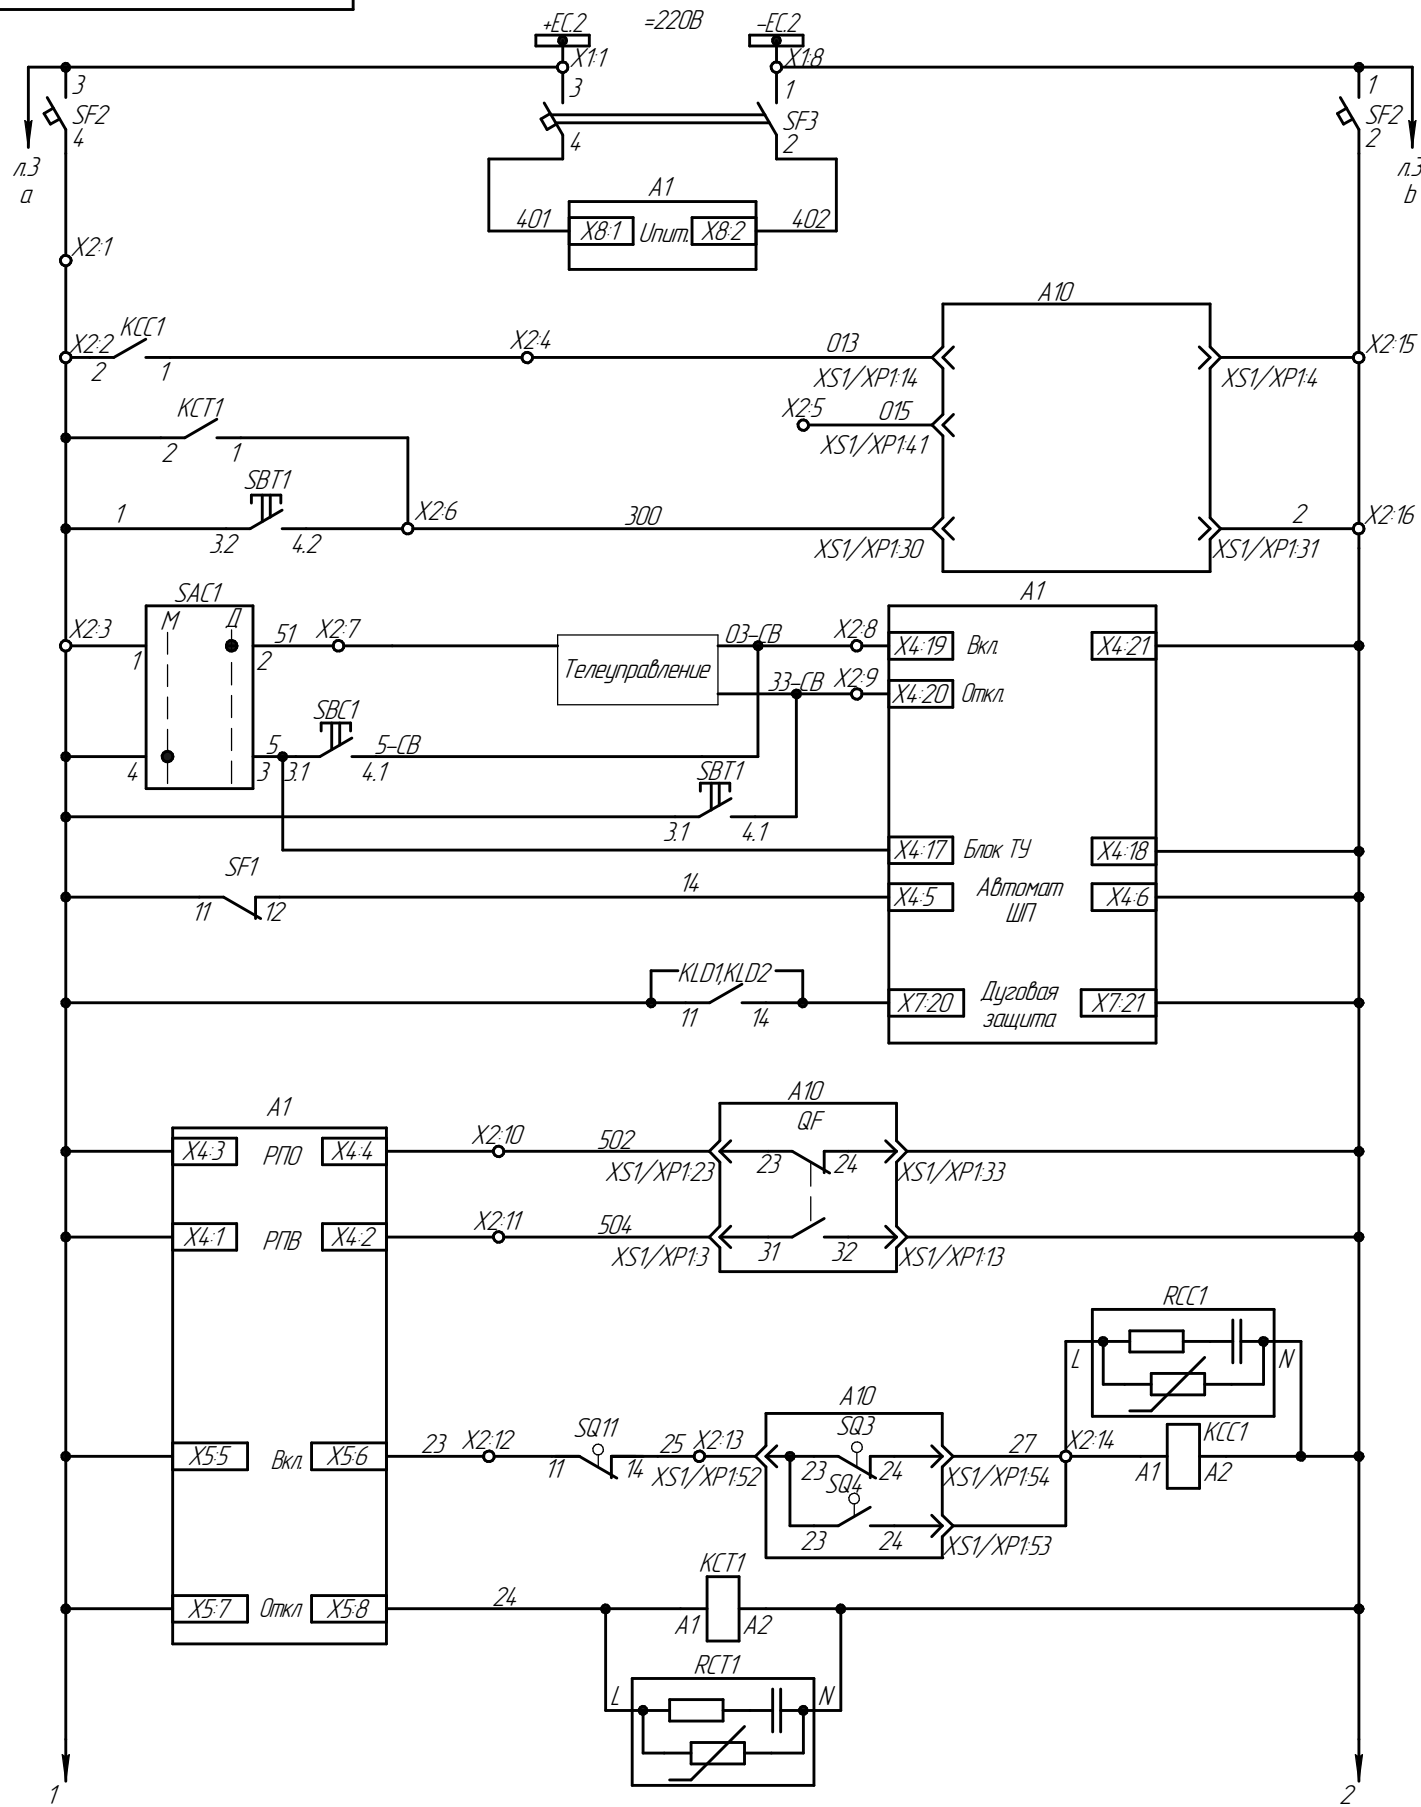 +EC.2 =220В -EC.2
X1:1 X1:8
3 3 1 1
SF2 SF3 SF2
4 4 2 2
л.3 л.3
a b
A1
401 X8:1 Uпит. X8:2 402
X2:1
A10
X2:2 KCC1 X2:4 013 X2:15
2 1 XS1/XP1:14 XS1/XP1:4
KCT1 X2:5 015
2 1 XS1/XP1:41
SBT1
1 X2:6 300 2 X2:16
3.2 4.2 XS1/XP1:30 XS1/XP1:31
SAC1 A1
X2:3 М Д 51 X2:7 03-СВ X2:8 X4:19 Вкл. X4:21
1 2 Телеуправление
33-СВ X2:9 X4:20 Откл.
SBC1
5 5-СВ
4 3 3.1 4.1
SBT1
3.1 4.1
X4:17 Блок ТУ X4:18
SF1
14 X4:5 Автомат X4:6
11 12 ШП
KLD1,KLD2
11 14 X7:20 Дуговая X7:21
защита
A1 A10
QF
X4:3 РПО X4:4 X2:10 502
XS1/XP1:23 23 24 XS1/XP1:33
X4:1 РПВ X4:2 X2:11 504
XS1/XP1:3 31 32 XS1/XP1:13
RCC1
L N
A10
X5:5 Вкл. X5:6 23 X2:12 SQ11 25 X2:13 SQ3 27 X2:14 KCC1
11 14 XS1/XP1:52 23 24 XS1/XP1:54 A1 A2
SQ4
23 24 XS1/XP1:53
KCT1
X5:7 Откл X5:8 24
A1 A2
RCT1
L N
1 2